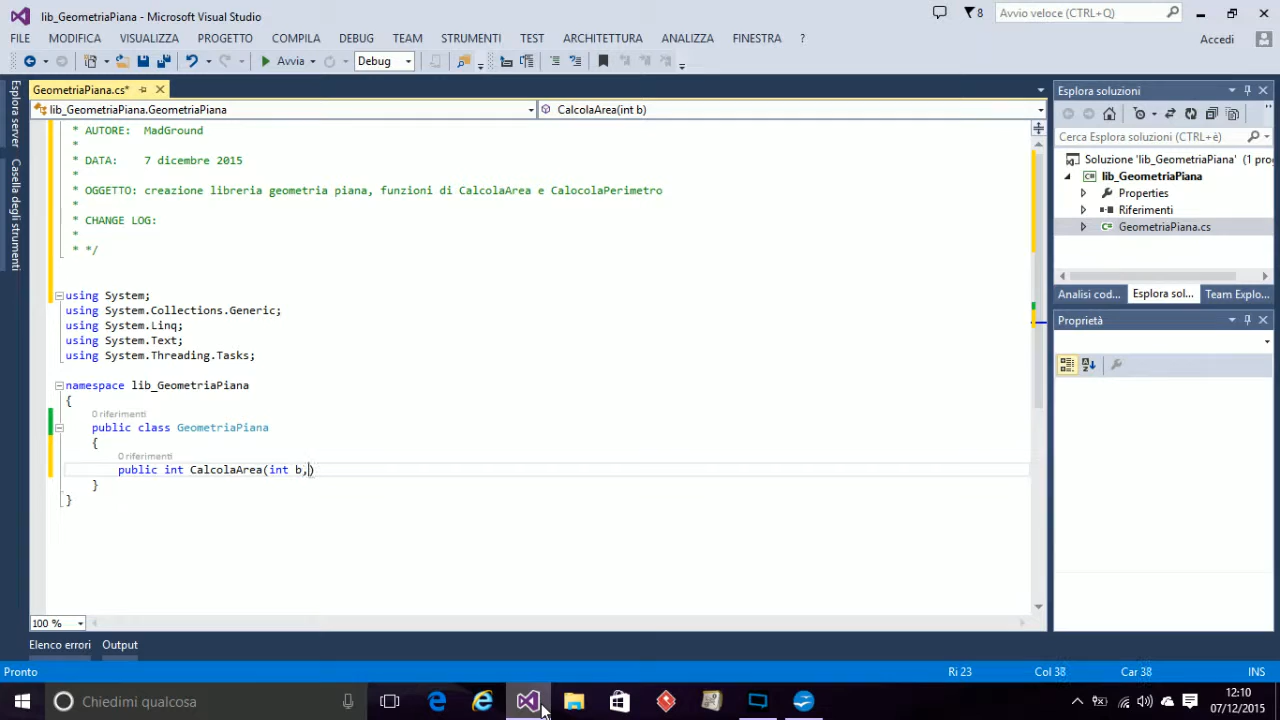 lib_GeometriaPiana - Microsoft Visual Studio
8
Avvio veloce (CTRL+Q)
FILE MODIFICA VISUALIZZA PROGETTO COMPILA DEBUG TEAM STRUMENTI TEST ARCHITETTURA ANALIZZA FINESTRA ?
Accedi
Avvia
Debug
Esplora server
Casella degli strumenti
GeometriaPiana.cs*
lib_GeometriaPiana.GeometriaPiana
CalcolaArea(int b)
* AUTORE: MadGround
*
* DATA: 7 dicembre 2015
*
* OGGETTO: creazione libreria geometria piana, funzioni di CalcolaArea e CalocolaPerimetro
*
* CHANGE LOG:
*
* */
using System;
using System.Collections.Generic;
using System.Linq;
using System.Text;
using System.Threading.Tasks;
namespace lib_GeometriaPiana
{
0 riferimenti
public class GeometriaPiana
{
0 riferimenti
public int CalcolaArea(int b,)
}
}
100 %
Esplora soluzioni
Cerca Esplora soluzioni (CTRL+è)
Soluzione 'lib_GeometriaPiana' (1 pro
lib_GeometriaPiana
Properties
Riferimenti
GeometriaPiana.cs
Analisi cod... Esplora sol... Team Explo...
Proprietà
Elenco errori Output
Pronto
Ri 23 Col 38 Car 38 INS
Chiedimi qualcosa
12:10
07/12/2015